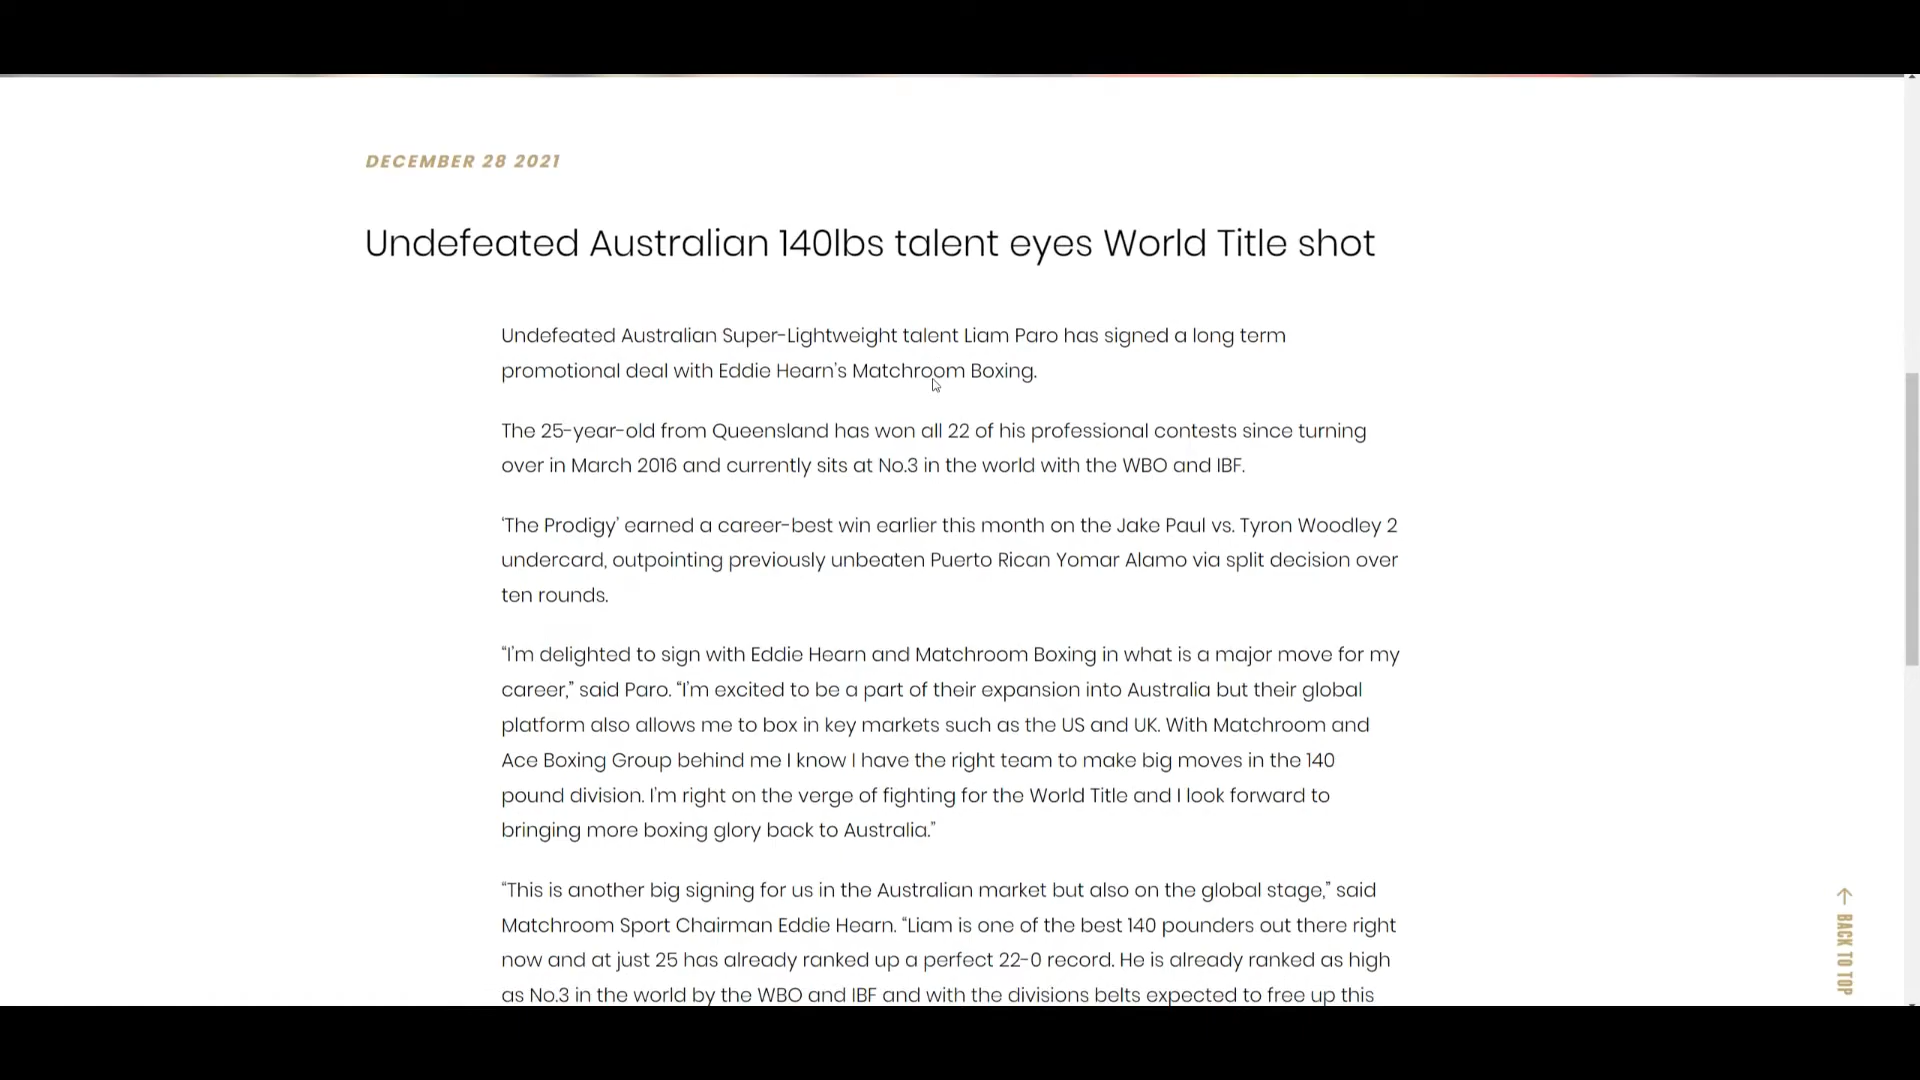 DECEMBER 28 2021
Undefeated Australian 140lbs talent eyes World Title shot
Undefeated Australian Super-Lightweight talent Liam Paro has signed a long term
promotional deal with Eddie Hearn's Matchroom Boxing.
The 25-year-old from Queensland has won all 22 of his professional contests since turning
over in March 2016 and currently sits at No.3 in the world with the WBO and IBF.
‘The Prodigy’ earned a career-best win earlier this month on the Jake Paul vs. Tyron Woodley 2
undercard, outpointing previously unbeaten Puerto Rican Yomar Alamo via split decision over
ten rounds.
“I’m delighted to sign with Eddie Hearn and Matchroom Boxing in what is a major move for my
career,” said Paro. “I’m excited to be a part of their expansion into Australia but their global
platform also allows me to box in key markets such as the US and UK. With Matchroom and
Ace Boxing Group behind me I know I have the right team to make big moves in the 140
pound division. I’m right on the verge of fighting for the World Title and I look forward to
bringing more boxing glory back to Australia.”
“This is another big signing for us in the Australian market but also on the global stage,” said
Matchroom Sport Chairman Eddie Hearn. “Liam is one of the best 140 pounders out there right
now and at just 25 has already ranked up a perfect 22-0 record. He is already ranked as high
as No.3 in the world by the WBO and IBF and with the divisions belts expected to free up this
BACK TO TOP